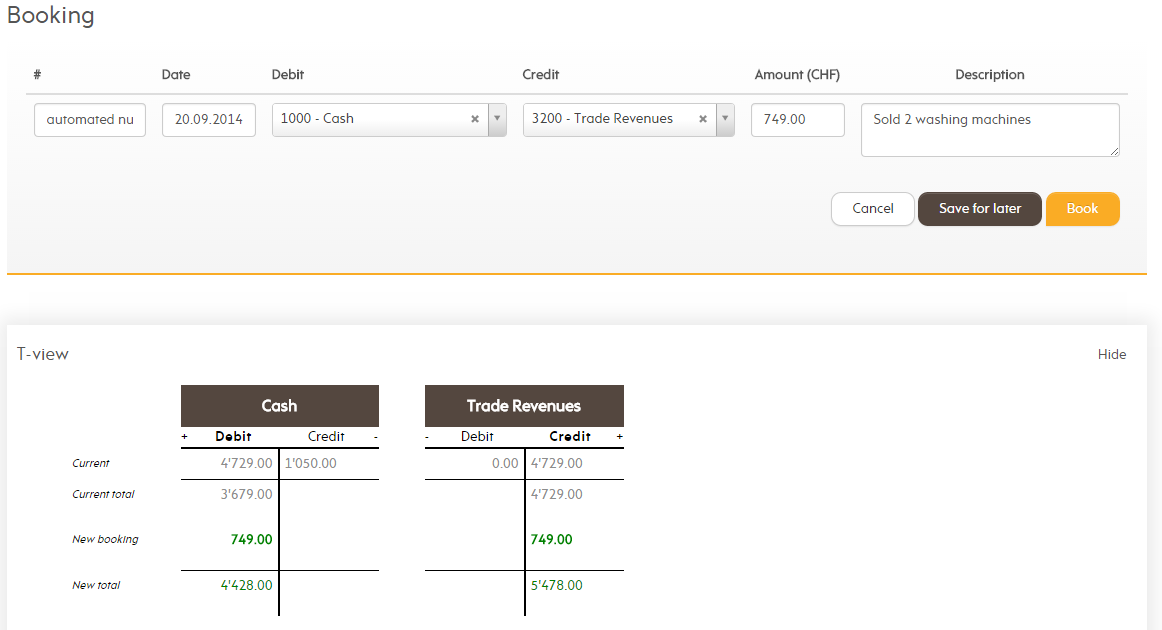 Booking
# Date Debit Credit Amount (CHF) Description
automated nu 20.09.2014 1000 - Cash × 3200 - Trade Revenues × 749.00 Sold 2 washing machines
Cancel Save for later Book
T-view Hide
Cash Trade Revenues
+ Debit Credit - - Debit Credit +
Current 4'729.00 1'050.00 0.00 4'729.00
Current total 3'679.00 4'729.00
New booking 749.00 749.00
New total 4'428.00 5'478.00